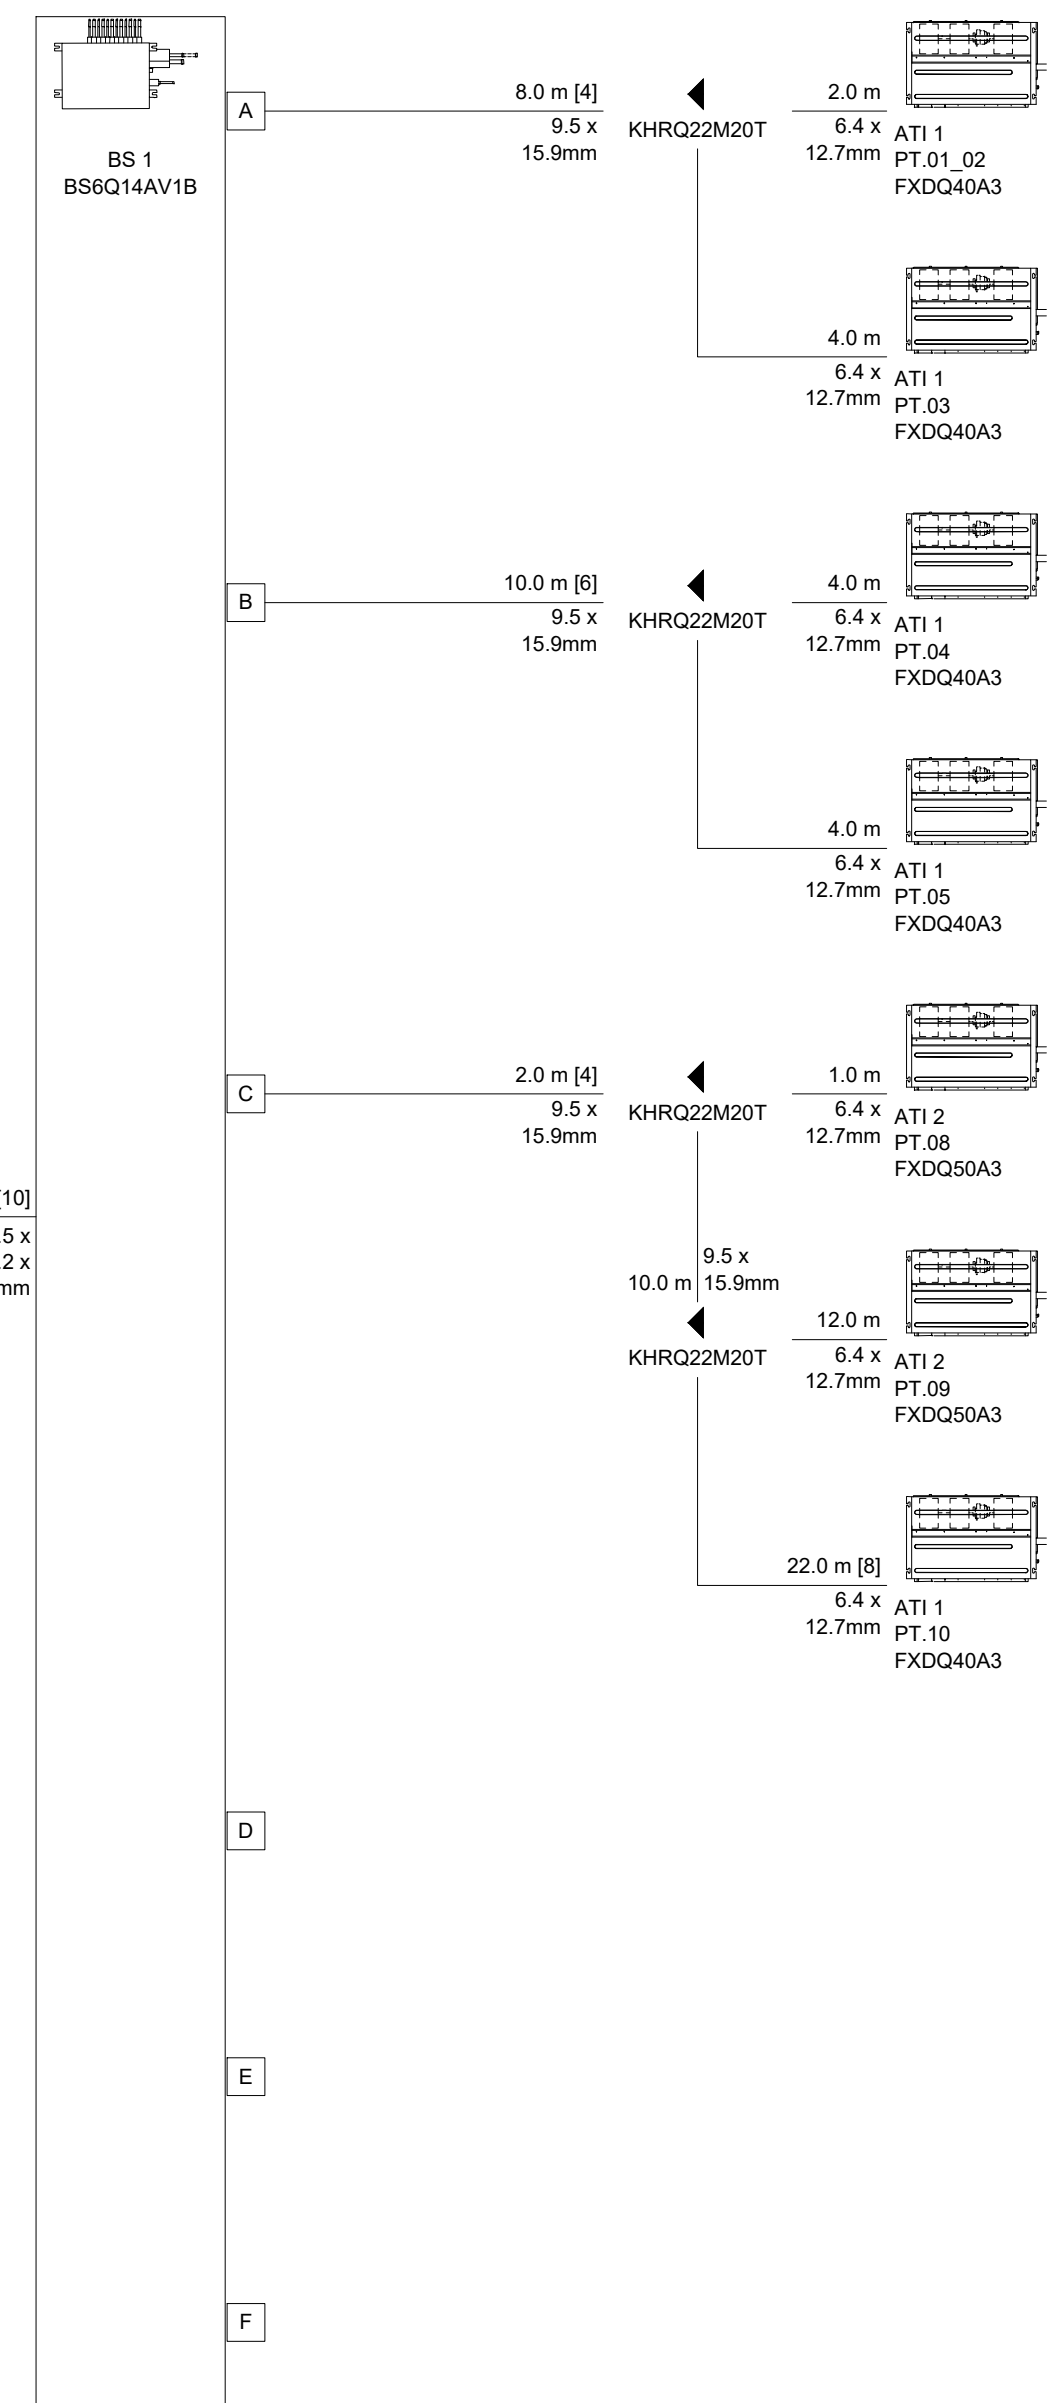 BS 1
BS6Q14AV1B
A
8.0 m [4]
9.5 x
15.9mm
KHRQ22M20T
2.0 m
6.4 x
12.7mm
ATI 1
PT.01_02
FXDQ40A3
4.0 m
6.4 x
12.7mm
ATI 1
PT.03
FXDQ40A3
B
10.0 m [6]
9.5 x
15.9mm
KHRQ22M20T
4.0 m
6.4 x
12.7mm
ATI 1
PT.04
FXDQ40A3
4.0 m
6.4 x
12.7mm
ATI 1
PT.05
FXDQ40A3
C
2.0 m [4]
9.5 x
15.9mm
KHRQ22M20T
1.0 m
6.4 x
12.7mm
ATI 2
PT.08
FXDQ50A3
10]
5 x
2 x
mm
10.0 m
9.5 x
15.9mm
KHRQ22M20T
12.0 m
6.4 x
12.7mm
ATI 2
PT.09
FXDQ50A3
22.0 m [8]
6.4 x
12.7mm
ATI 1
PT.10
FXDQ40A3
D
E
F